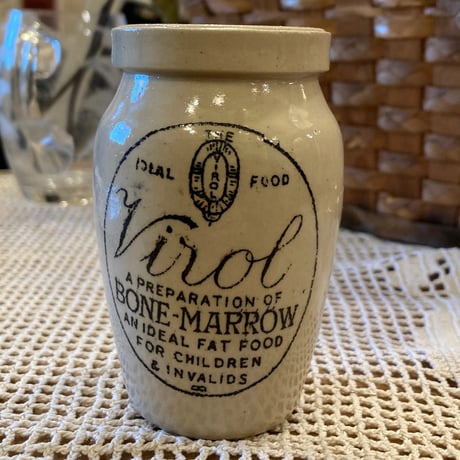 THE
IDEAL FOOD
VIROL
Virol
A PREPARATION OF
BONE-MARROW
AN IDEAL FAT FOOD
FOR CHILDREN
& INVALIDS